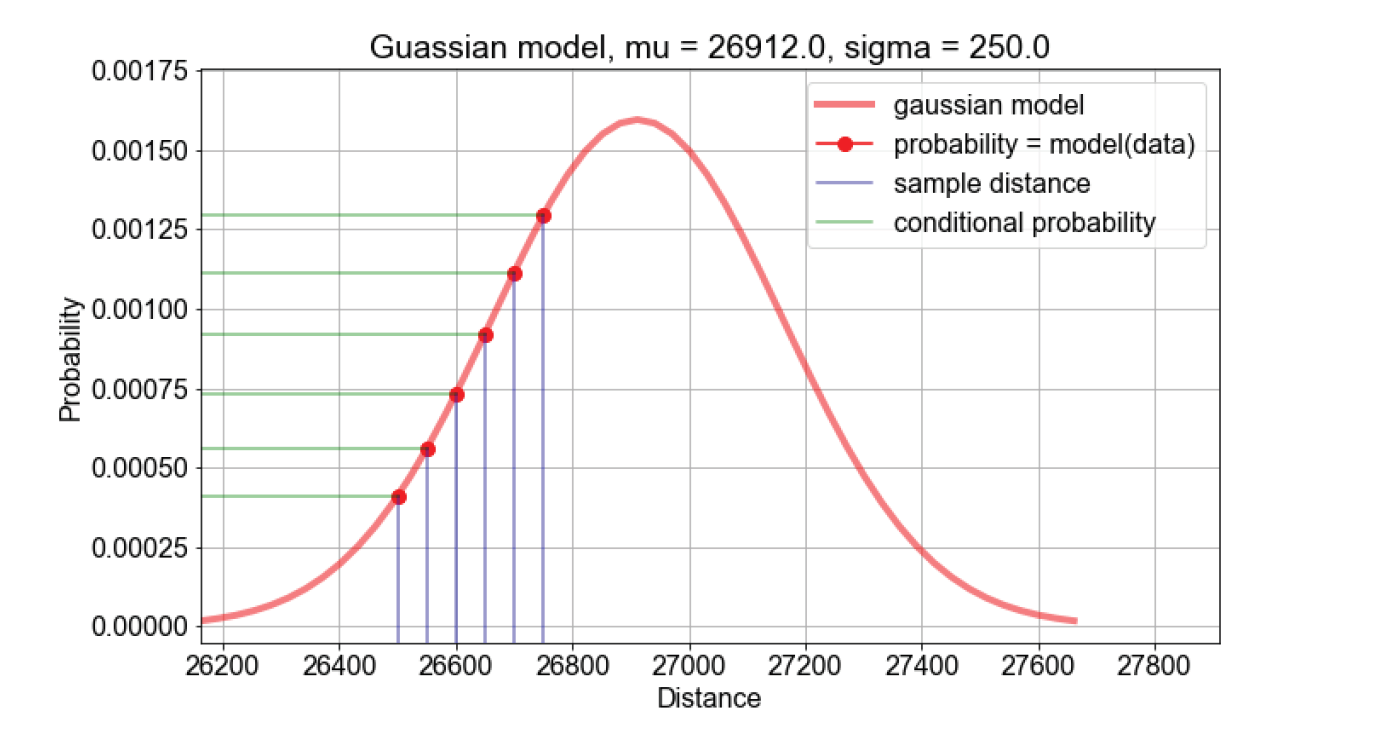 Guassian model, mu = 26912.0, sigma = 250.0
0.00175
0.00150
0.00125
0.00100
0.00075
0.00050
0.00025
0.00000
Probability
gaussian model
probability = model(data)
sample distance
conditional probability
26200 26400 26600 26800 27000 27200 27400 27600 27800
Distance